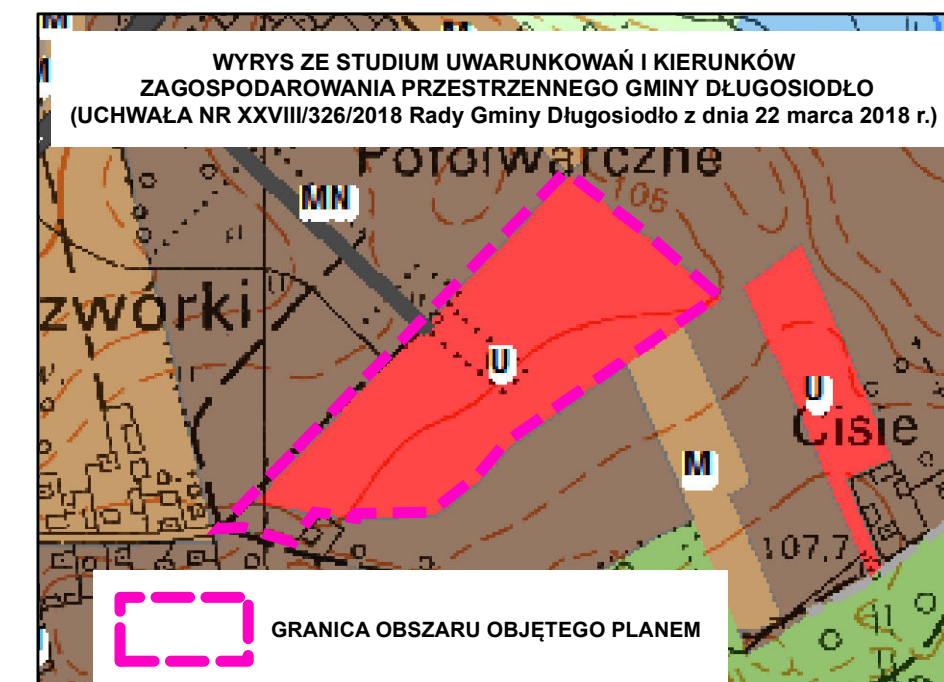 M
WYRYS ZE STUDIUM UWARUNKOWAŃ I KIERUNKÓW
ZAGOSPODAROWANIA PRZESTRZENNEGO GMINY DŁUGOSIODŁO
(UCHWAŁA NR XXVIII/326/2018 Rady Gminy Długosiodło z dnia 22 marca 2018 r.)
Pofolwarczne
106
MN
zwórki
U
U
Cisie
M
107,7
GRANICA OBSZARU OBJĘTEGO PLANEM